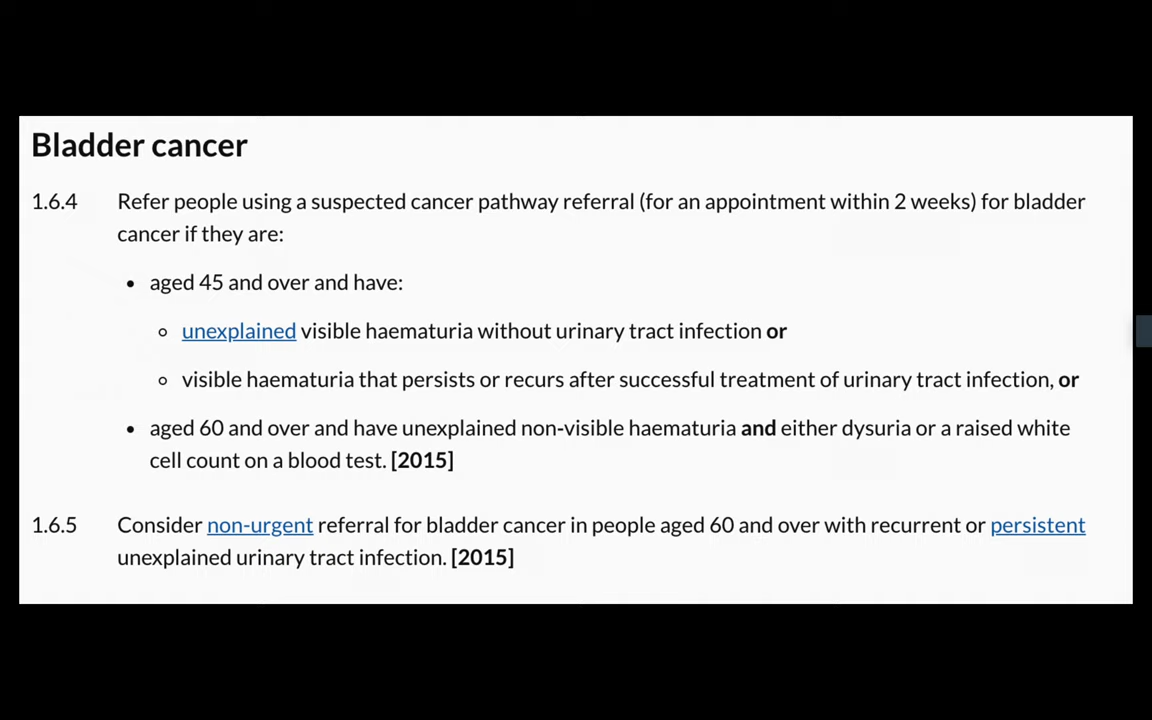 Bladder cancer
1.6.4 Refer people using a suspected cancer pathway referral (for an appointment within 2 weeks) for bladder
cancer if they are:
• aged 45 and over and have:
◦ unexplained visible haematuria without urinary tract infection or
◦ visible haematuria that persists or recurs after successful treatment of urinary tract infection, or
• aged 60 and over and have unexplained non-visible haematuria and either dysuria or a raised white
cell count on a blood test. [2015]
1.6.5 Consider non-urgent referral for bladder cancer in people aged 60 and over with recurrent or persistent
unexplained urinary tract infection. [2015]